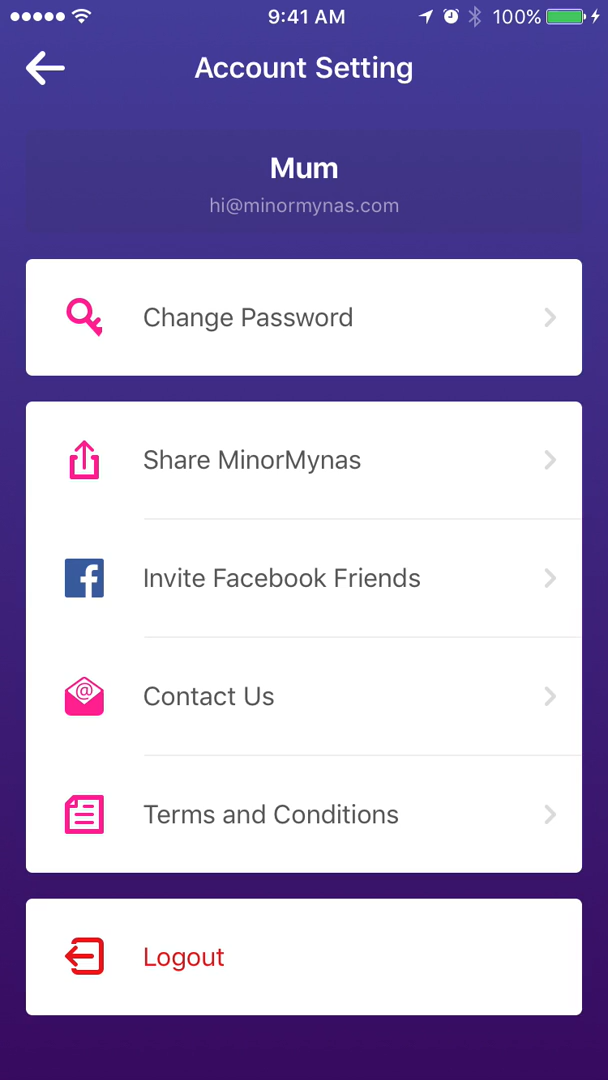 9:41 AM 100%
Account Setting
Mum
hi@minormynas.com
Change Password
Share MinorMynas
Invite Facebook Friends
Contact Us
Terms and Conditions
Logout